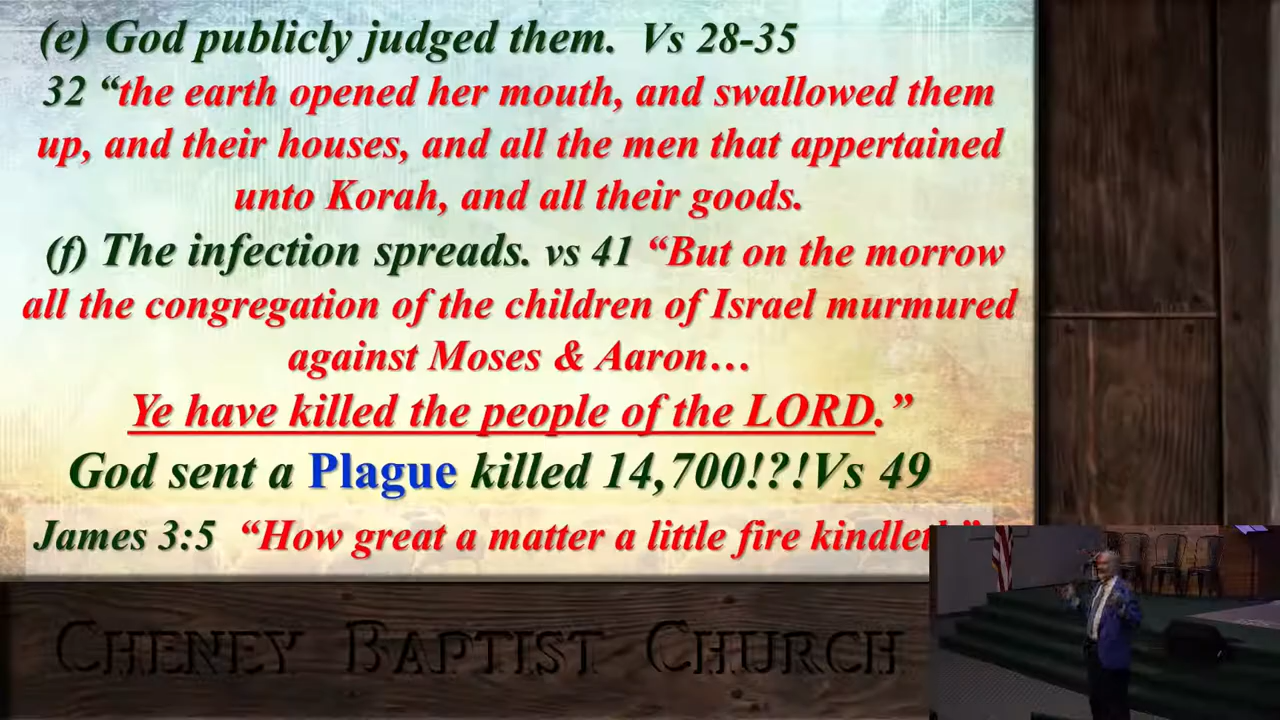 (e) God publicly judged them. Vs 28-35
32 “the earth opened her mouth, and swallowed them
up, and their houses, and all the men that appertained
unto Korah, and all their goods.
(f) The infection spreads. vs 41 “But on the morrow
all the congregation of the children of Israel murmured
against Moses & Aaron…
Ye have killed the people of the LORD.”
God sent a Plague killed 14,700!?!Vs 49
James 3:5 “How great a matter a little fire
CHENEY BAPTIST CHURCH